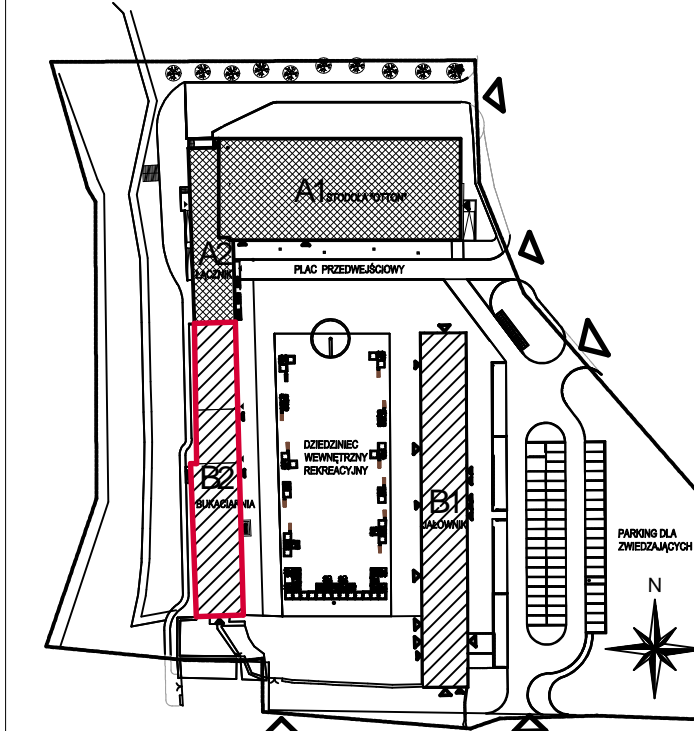 A1 STODOŁA "OTTON"
A2
ŁĄCZNIK
PLAC PRZEDWEJŚCIOWY
DZIEDZINIEC
WEWNĘTRZNY
REKREACYJNY
B2
BUKACIARNIA
B1
JAŁOWNIK
PARKING DLA
ZWIEDZAJĄCYCH
N